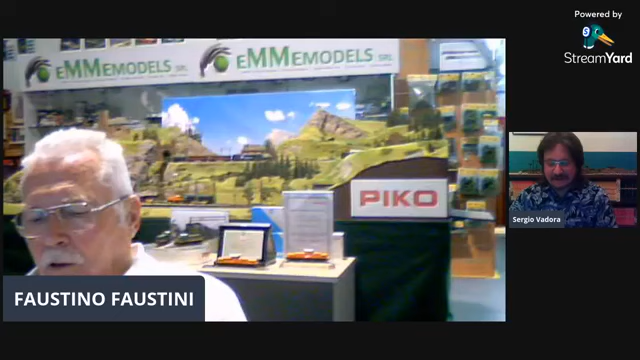 Powered by
StreamYard
eMMEMODELS SRL
eMMEMODELS SRL
PIKO
Sergio Vadora
FAUSTINO FAUSTINI